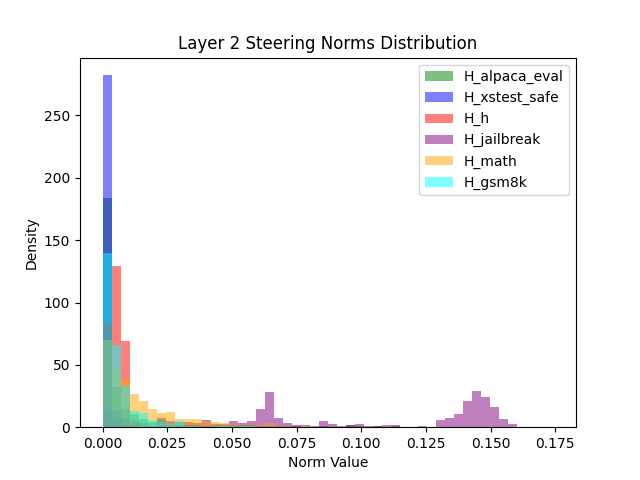 Layer 2 Steering Norms Distribution
H_alpaca_eval
H_xstest_safe
H_h
H_jailbreak
H_math
H_gsm8k
Density
250
200
150
100
50
0
0.000 0.025 0.050 0.075 0.100 0.125 0.150 0.175
Norm Value